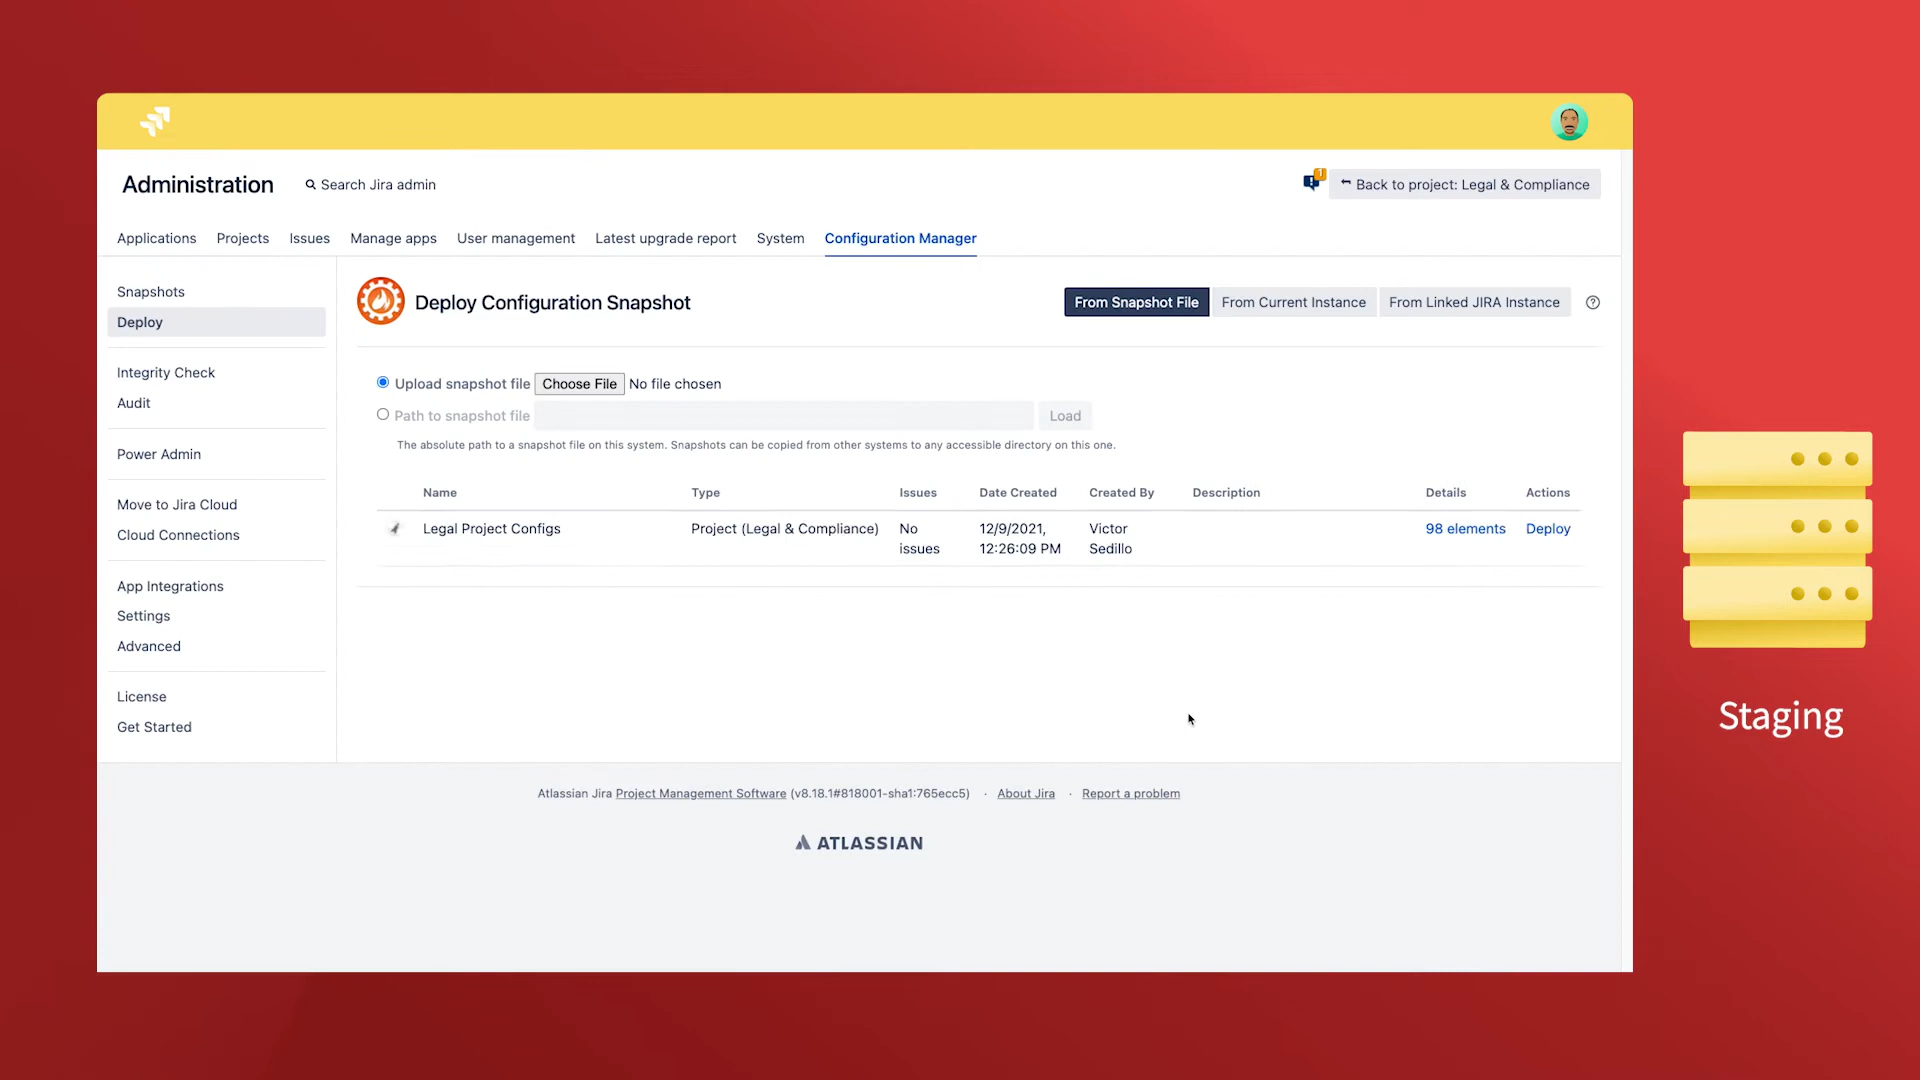 Administration
Search Jira admin
1
Back to project: Legal & Compliance
Applications Projects Issues Manage apps User management Latest upgrade report System Configuration Manager
Snapshots
Deploy
Integrity Check
Audit
Power Admin
Move to Jira Cloud
Cloud Connections
App Integrations
Settings
Advanced
License
Get Started
Deploy Configuration Snapshot
From Snapshot File From Current Instance From Linked JIRA Instance ?
Upload snapshot file Choose File No file chosen
Path to snapshot file Load
The absolute path to a snapshot file on this system. Snapshots can be copied from other systems to any accessible directory on this one.
Name Type Issues Date Created Created By Description Details Actions
Legal Project Configs Project (Legal & Compliance) No 12/9/2021, Victor 98 elements Deploy
issues 12:26:09 PM Sedillo
Atlassian Jira Project Management Software (v8.18.1#818001-sha1:765ecc5) · About Jira · Report a problem
ATLASSIAN
Staging